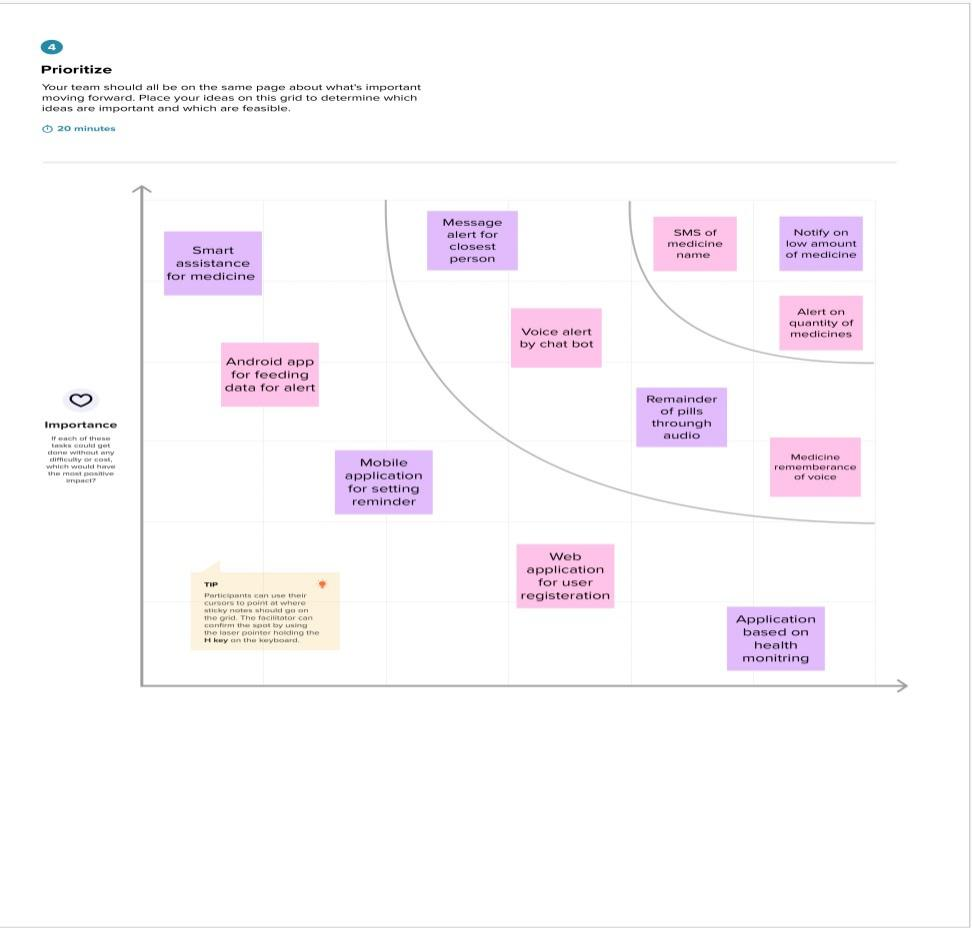 4
Prioritize
Your team should all be on the same page about what's important
moving forward. Place your ideas on this grid to determine which
ideas are important and which are feasible.
20 minutes
Smart
assistance
for medicine
Message
alert for
closest
person
SMS of
medicine
name
Notify on
low amount
of medicine
Alert on
quantity of
medicines
Voice alert
by chat bot
Android app
for feeding
data for alert
Remainder
of pills
throurgh
audio
Importance
If each of these
tasks could get
done without any
difficulty or cost,
which would have
the most positive
impact?
Mobile
application
for setting
reminder
Medicine
rememberance
of voice
Web
application
for user
registeration
TIP
Participants can use their
cursors to point at where
sticky notes should go on
the grid. The facilitator can
confirm the spot by using
the laser pointer holding the
H key on the keyboard.
Application
based on
health
monitring